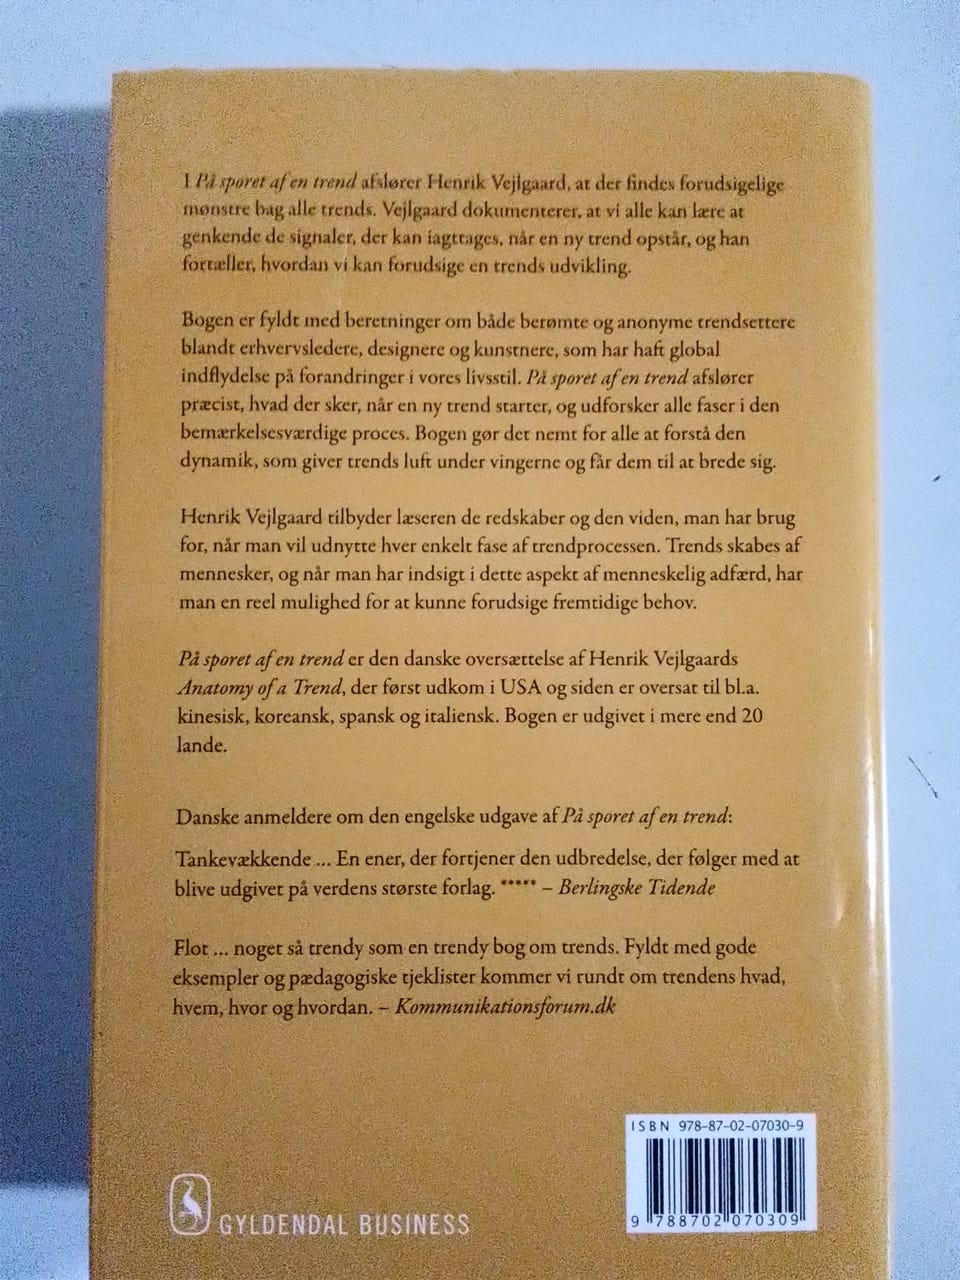 I På sporet af en trend afslører Henrik Vejlgaard, at der findes forudsigelige
mønstre bag alle trends. Vejlgaard dokumenterer, at vi alle kan lære at
genkende de signaler, der kan iagttages, når en ny trend opstår, og han
fortæller, hvordan vi kan forudsige en trends udvikling.
Bogen er fyldt med beretninger om både berømte og anonyme trendsettere
blandt erhvervsledere, designere og kunstnere, som har haft global
indflydelse på forandringer i vores livsstil. På sporet af en trend afslører
præcist, hvad der sker, når en ny trend starter, og udforsker alle faser i den
bemærkelsesværdige proces. Bogen gør det nemt for alle at forstå den
dynamik, som giver trends luft under vingerne og får dem til at brede sig.
Henrik Vejlgaard tilbyder læseren de redskaber og den viden, man har brug
for, når man vil udnytte hver enkelt fase af trendprocessen. Trends skabes af
mennesker, og når man har indsigt i dette aspekt af menneskelig adfærd, har
man en reel mulighed for at kunne forudsige fremtidige behov.
På sporet af en trend er den danske oversættelse af Henrik Vejlgaards
Anatomy of a Trend, der først udkom i USA og siden er oversat til bl.a.
kinesisk, koreansk, spansk og italiensk. Bogen er udgivet i mere end 20
lande.
Danske anmeldere om den engelske udgave af På sporet af en trend:
Tankevækkende ... En ener, der fortjener den udbredelse, der følger med at
blive udgivet på verdens største forlag. ***** – Berlingske Tidende
Flot ... noget så trendy som en trendy bog om trends. Fyldt med gode
eksempler og pædagogiske tjeklister kommer vi rundt om trendens hvad,
hvem, hvor og hvordan. – Kommunikationsforum.dk
ISBN 978-87-02-07030-9
9 788702 070309
GYLDENDAL BUSINESS